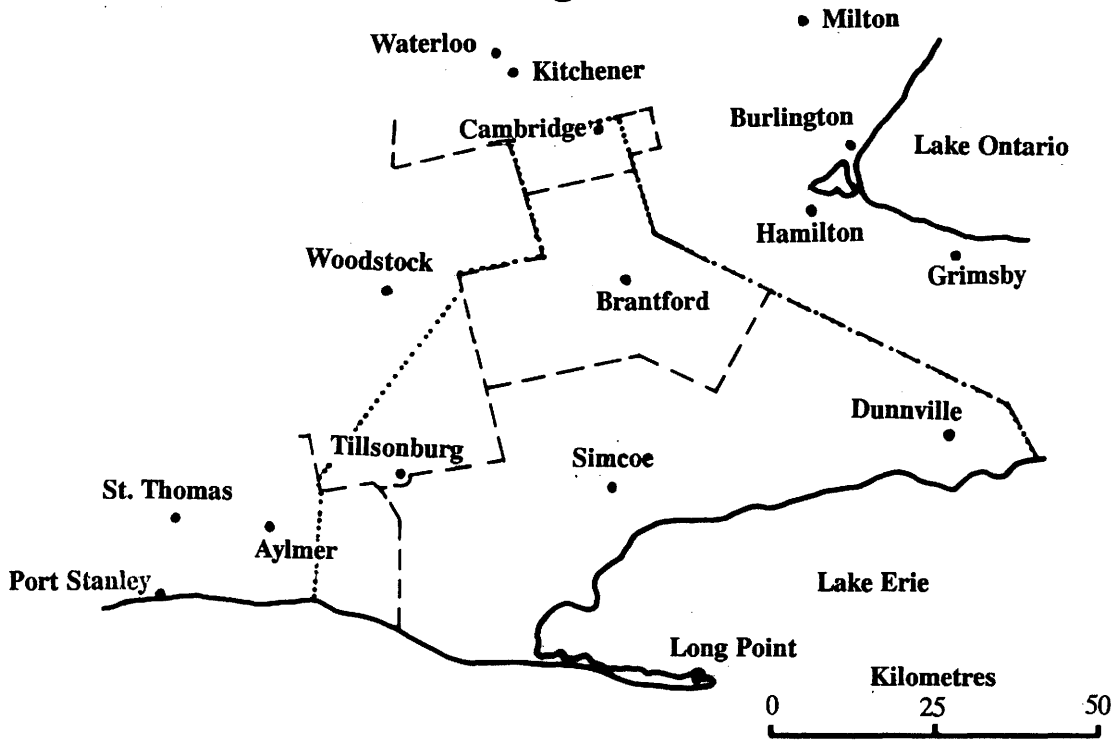 Milton
Waterloo
Kitchener
Cambridge
Burlington
Lake Ontario
Hamilton
Woodstock
Grimsby
Brantford
Dunnville
Tillsonburg
Simcoe
St. Thomas
Aylmer
Port Stanley
Lake Erie
Long Point
Kilometres
0 25 50